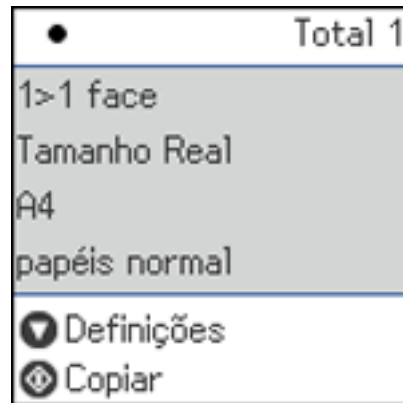 Total 1
1>1 face
Tamanho Real
A4
papéis normal
Definições
Copiar